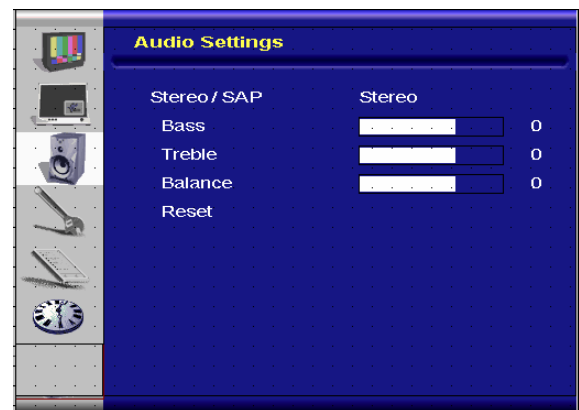 Audio Settings
Stereo / SAP Stereo
Bass 0
Treble 0
Balance 0
Reset